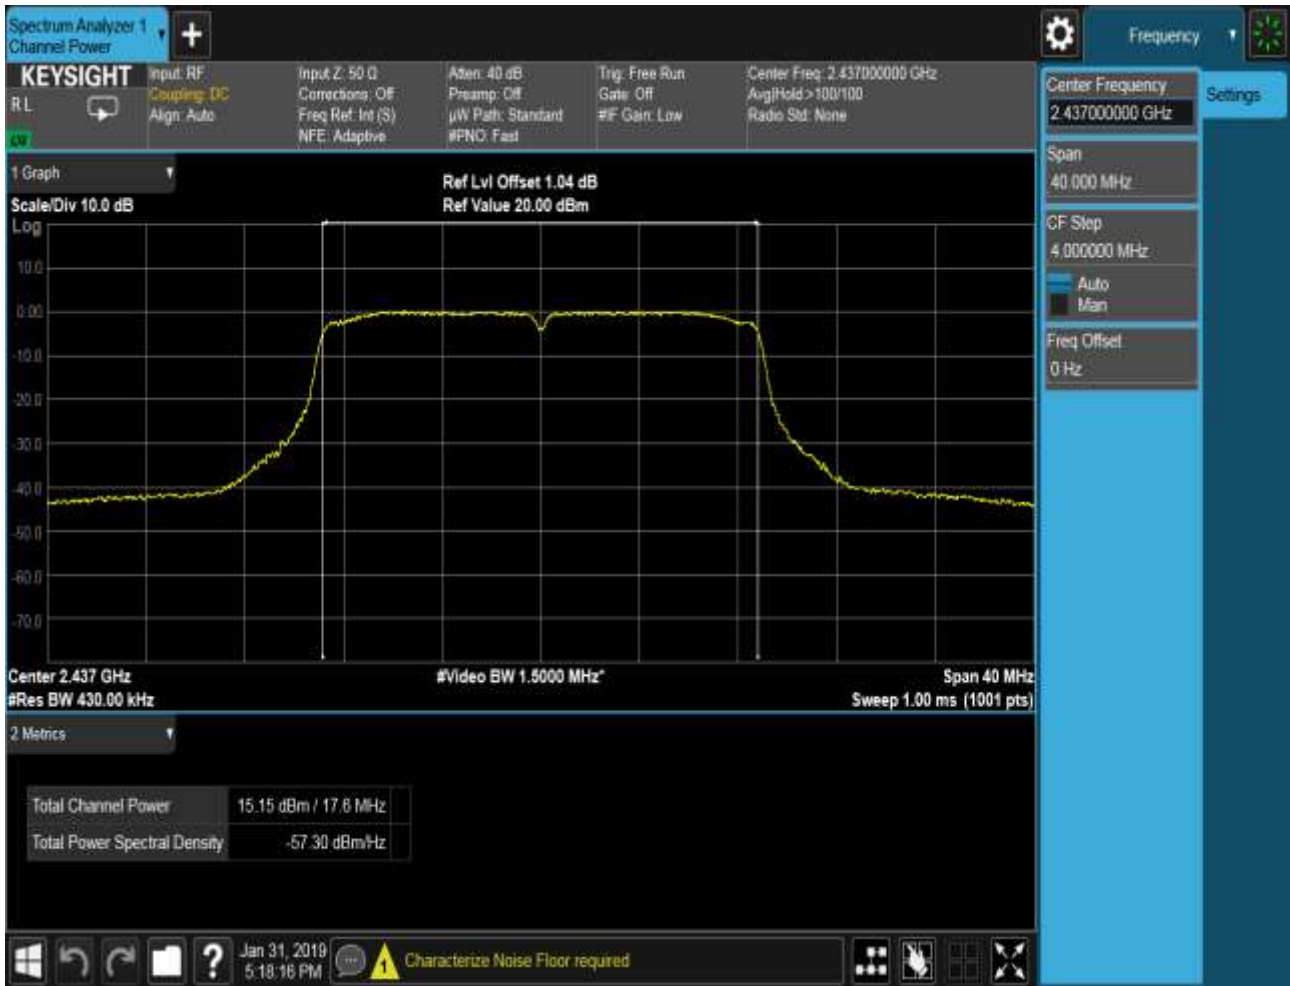 Spectrum Analyzer 1
Channel Power
Frequency
KEYSIGHT
R L
Input: RF
Coupling: DC
Align: Auto
Input Z: 50 Ω
Corrections: Off
Freq Ref: Int (S)
NFE: Adaptive
Atten: 40 dB
Preamp: Off
µW Path: Standard
#PNO: Fast
Trig: Free Run
Gate: Off
#IF Gain: Low
Center Freq: 2.437000000 GHz
Avg|Hold:>100/100
Radio Std: None
Center Frequency
2.437000000 GHz
Settings
Span
40.000 MHz
CF Step
4.000000 MHz
Auto
Man
Freq Offset
0 Hz
1 Graph
Scale/Div 10.0 dB
Ref Lvl Offset 1.04 dB
Ref Value 20.00 dBm
Log
10.0
0.00
-10.0
-20.0
-30.0
-40.0
-50.0
-60.0
-70.0
Center 2.437 GHz
#Video BW 1.5000 MHz*
Span 40 MHz
#Res BW 430.00 kHz
Sweep 1.00 ms (1001 pts)
2 Metrics
Total Channel Power 15.15 dBm / 17.6 MHz
Total Power Spectral Density -57.30 dBm/Hz
?
Jan 31, 2019
5:18:16 PM
1
Characterize Noise Floor required